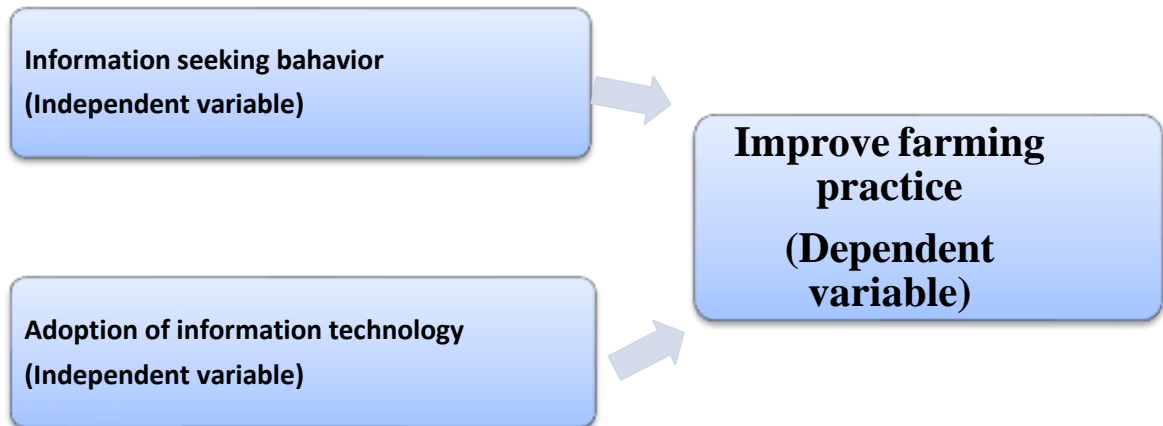 Information seeking bahavior
(Independent variable)
Improve farming
practice
(Dependent
variable)
Adoption of information technology
(Independent variable)